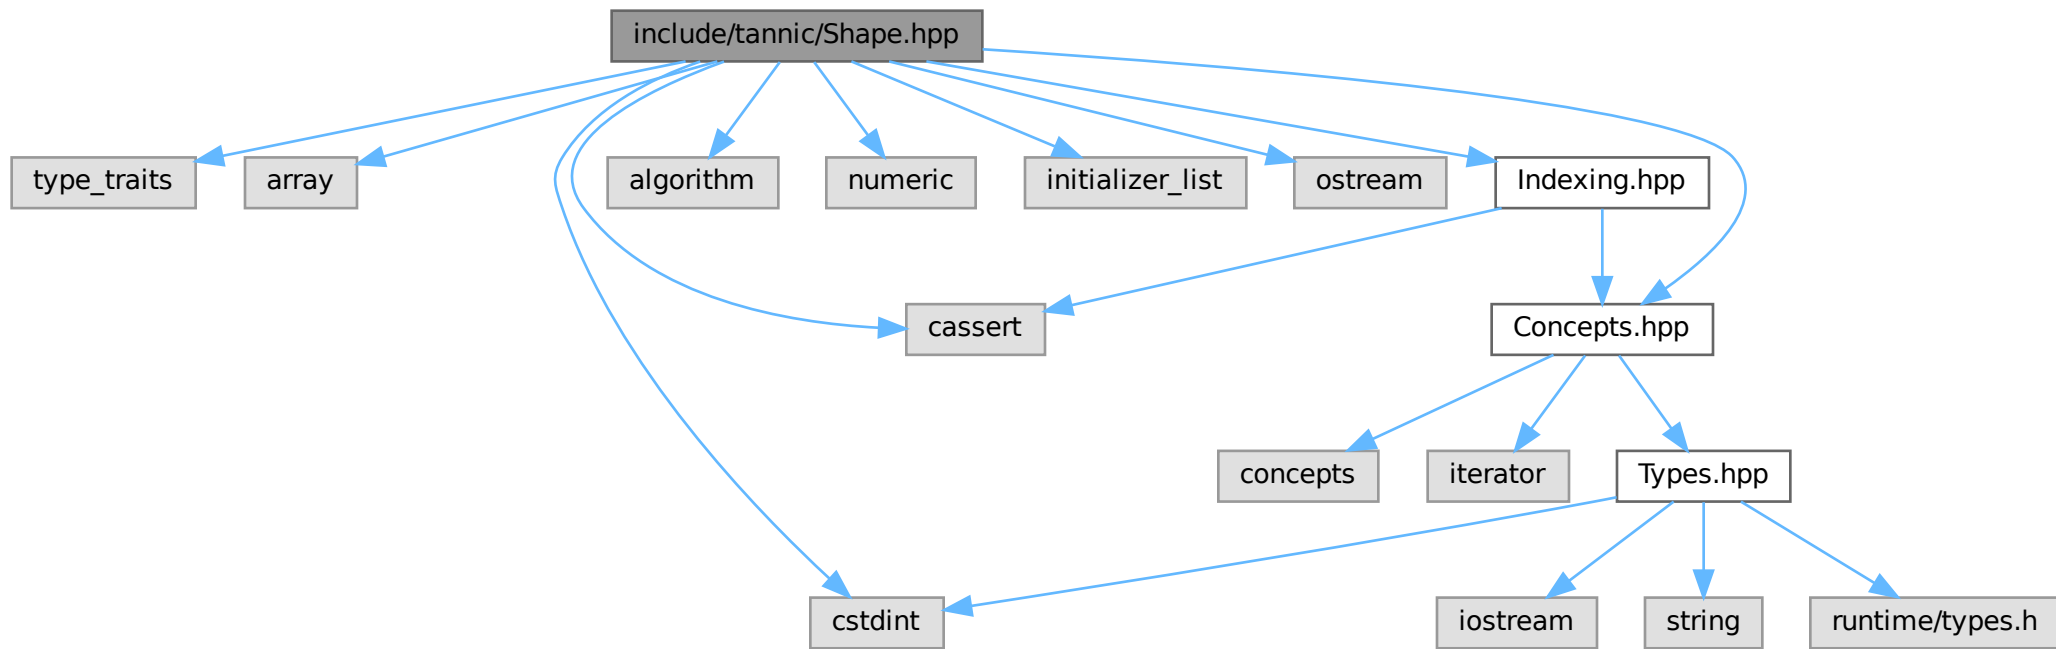 include/tannic/Shape.hpp
type_traits
array
algorithm
numeric
initializer_list
ostream
Indexing.hpp
cassert
Concepts.hpp
concepts
iterator
Types.hpp
cstdint
iostream
string
runtime/types.h